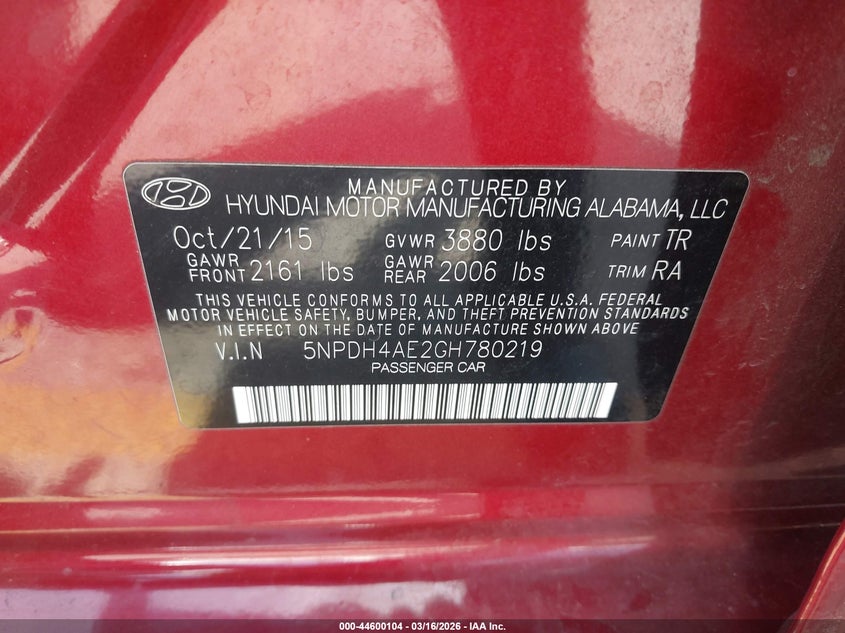 MANUFACTURED BY
HYUNDAI MOTOR MANUFACTURING ALABAMA, LLC
Oct/21/15 GVWR 3880 lbs PAINT TR
GAWR FRONT 2161 lbs GAWR REAR 2006 lbs TRIM RA
THIS VEHICLE CONFORMS TO ALL APPLICABLE U.S.A. FEDERAL
MOTOR VEHICLE SAFETY, BUMPER, AND THEFT PREVENTION STANDARDS
IN EFFECT ON THE DATE OF MANUFACTURE SHOWN ABOVE
V.I.N 5NPDH4AE2GH780219
PASSENGER CAR
000-44600104 - 03/16/2026 - IAA Inc.